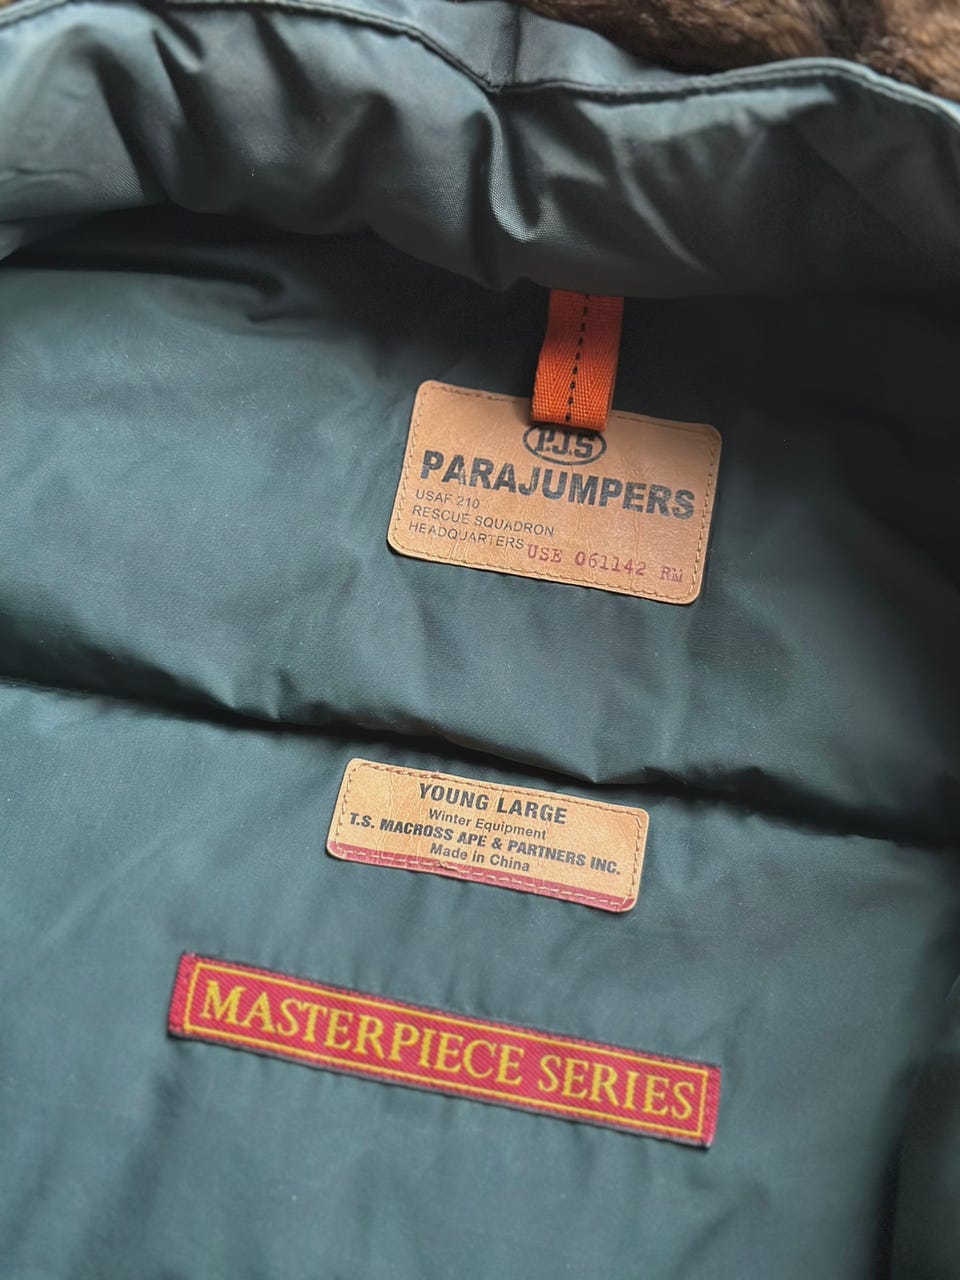 P.J.S
PARAJUMPERS
USAF 210
RESCUE SQUADRON
HEADQUARTERS
USE 061142 RM
YOUNG LARGE
Winter Equipment
T.S. MACROSS APE & PARTNERS INC.
Made in China
MASTERPIECE SERIES